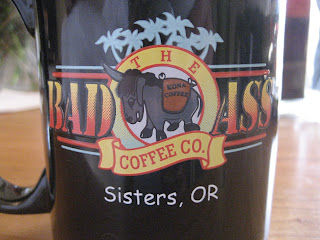 THE
KONA
COFFEE
BAD ASS
COFFEE CO.
Sisters, OR